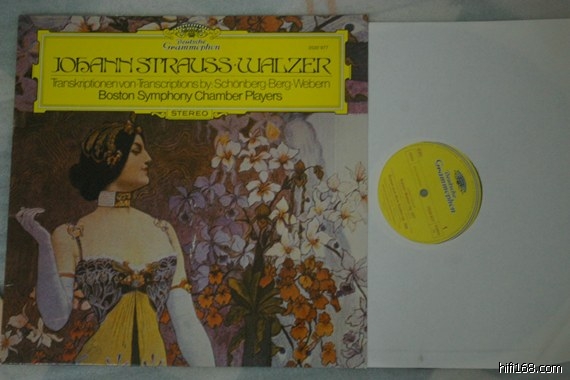 Deutsche
Grammophon
JOHANN STRAUSS · WALZER
Transkriptionen von · Transcriptions by: Schönberg · Berg · Webern
Boston Symphony Chamber Players
STEREO
Deutsche
Grammophon
hifi168.com